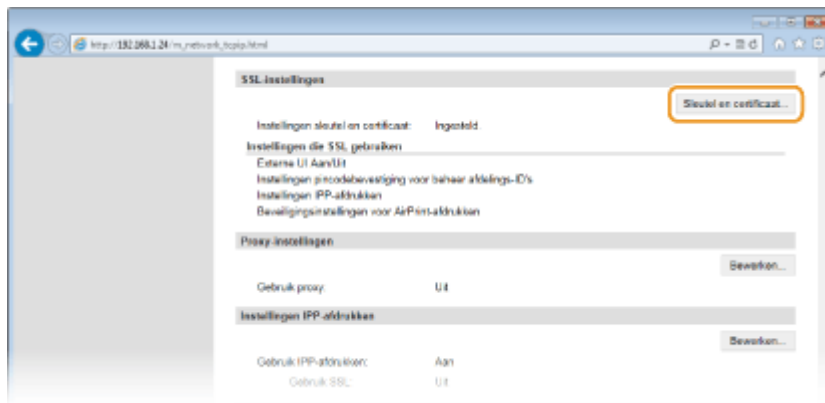 http://192.168.1.24/m_network_tcpip.html
SSL-instellingen
Sleutel en certificaat...
Instellingen sleutel en certificaat: Ingesteld
Instellingen die SSL gebruiken
Externe UI Aan/Uit
Instellingen pincodebevestiging voor beheer afdelings-ID's
Instellingen IPP-afdrukken
Beveiligingsinstellingen voor AirPrint-afdrukken
Proxy-instellingen
Bewerken...
Gebruik proxy: Uit
Instellingen IPP-afdrukken
Bewerken...
Gebruik IPP-afdrukken: Aan
Gebruik SSL: Uit